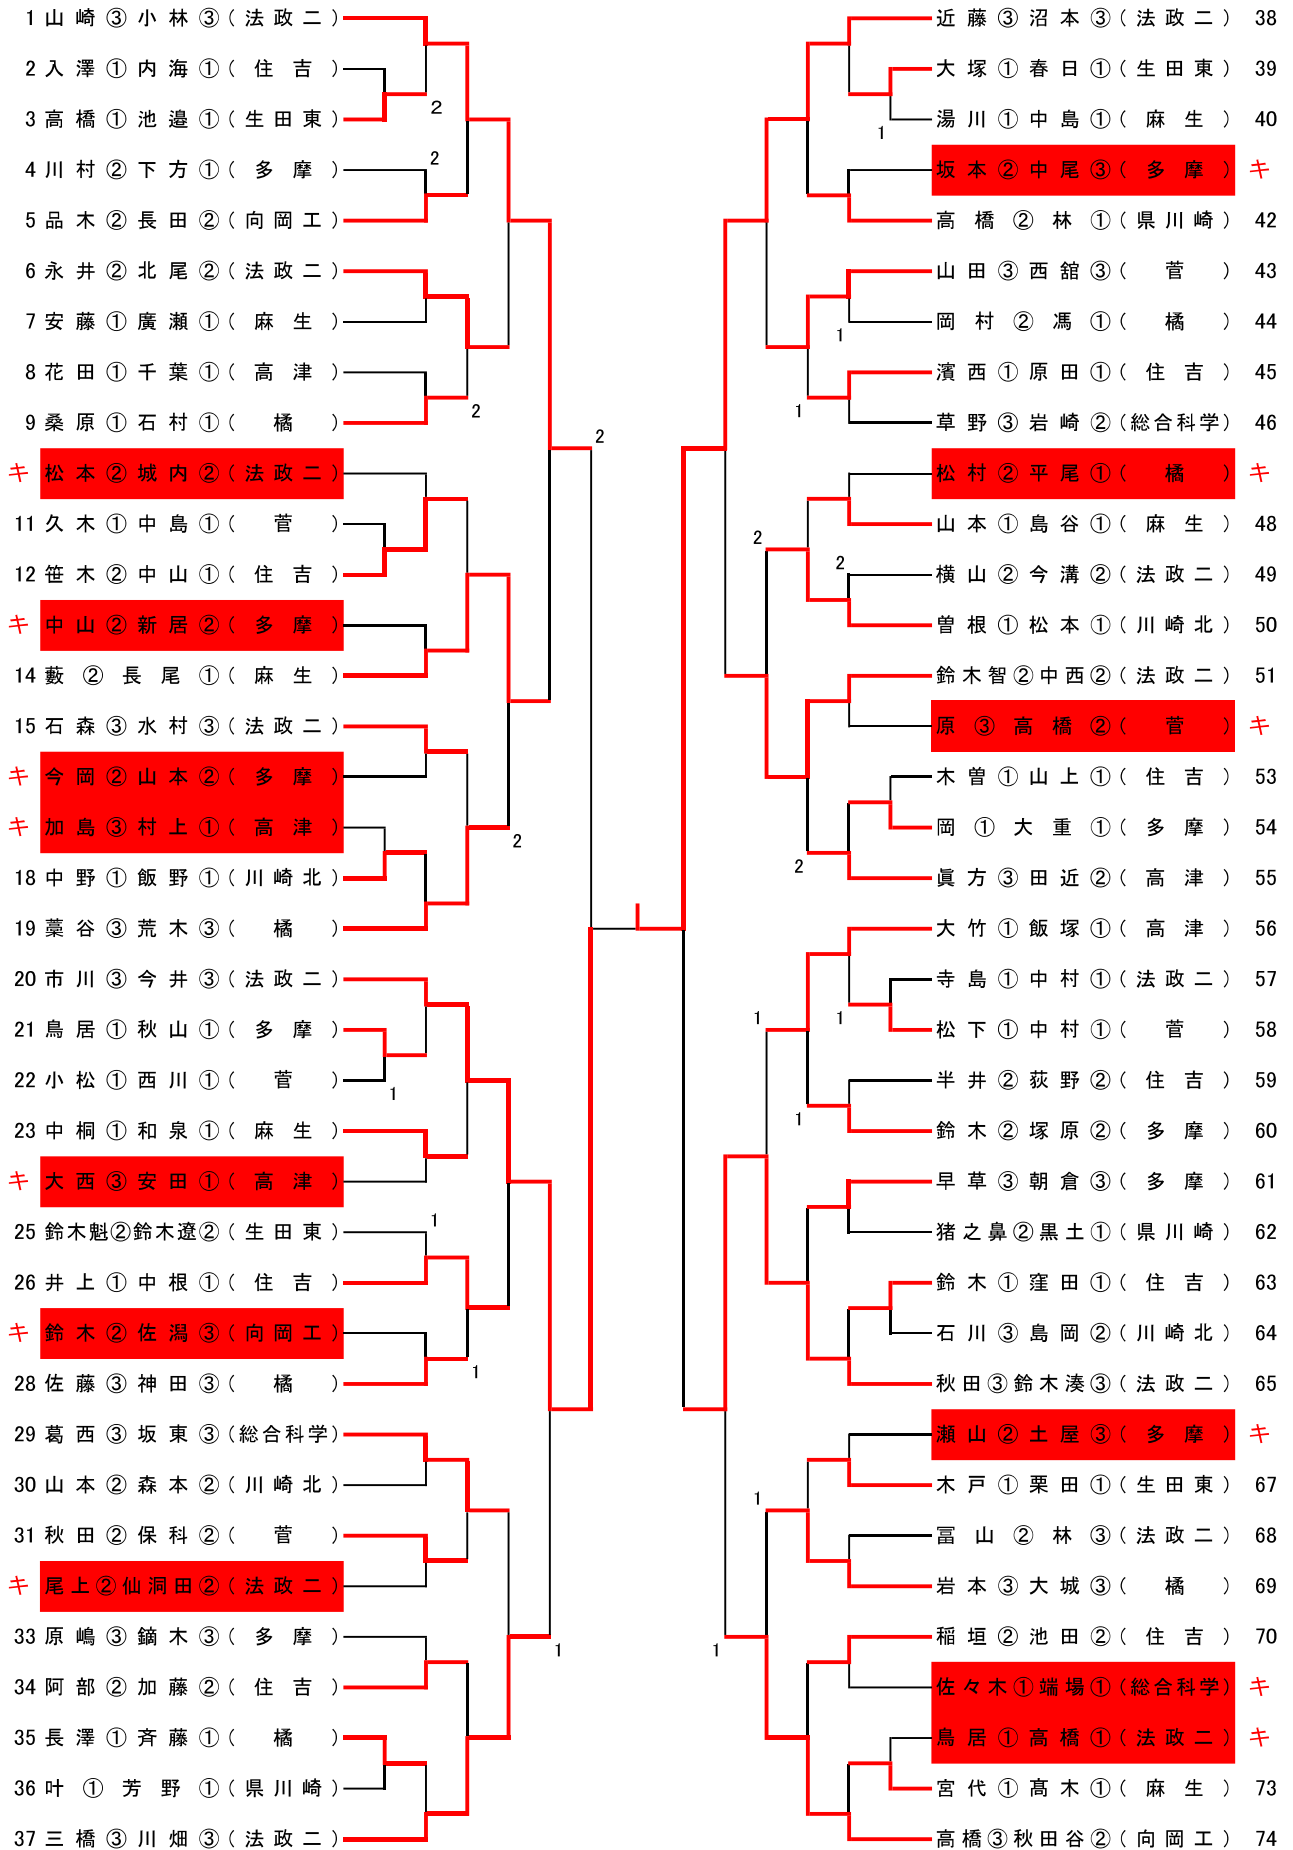 1 山崎③小林③(法政二)
2 入澤①内海①(住吉)
3 高橋①池邉①(生田東)
2
4 川村②下方①(多摩)
2
5 品木②長田②(向岡工)
6 永井②北尾②(法政二)
7 安藤①廣瀬①(麻生)
8 花田①千葉①(高津)
9 桑原①石村①(橘)
2
2
キ 松本②城内②(法政二)
11 久木①中島①(菅)
12 笹木②中山①(住吉)
キ 中山②新居②(多摩)
14 藪②長尾①(麻生)
15 石森③水村③(法政二)
キ 今岡②山本②(多摩)
キ 加島③村上①(高津)
2
18 中野①飯野①(川崎北)
19 藁谷③荒木③(橘)
20 市川③今井③(法政二)
21 鳥居①秋山①(多摩)
22 小松①西川①(菅)
1
23 中桐①和泉①(麻生)
キ 大西③安田①(高津)
25 鈴木魁②鈴木遼②(生田東)
1
26 井上①中根①(住吉)
キ 鈴木②佐潟③(向岡工)
1
28 佐藤③神田③(橘)
29 葛西③坂東③(総合科学)
30 山本②森本②(川崎北)
31 秋田②保科②(菅)
キ 尾上②仙洞田②(法政二)
33 原嶋③鏑木③(多摩)
1
34 阿部②加藤②(住吉)
35 長澤①斉藤①(橘)
36 叶①芳野①(県川崎)
37 三橋③川畑③(法政二)
近藤③沼本③(法政二) 38
大塚①春日①(生田東) 39
湯川①中島①(麻生) 40
1
坂本②中尾③(多摩) キ
高橋②林①(県川崎) 42
山田③西舘③(菅) 43
岡村②馮①(橘) 44
1
濱西①原田①(住吉) 45
1
草野③岩崎②(総合科学) 46
松村②平尾①(橘) キ
山本①島谷①(麻生) 48
2
2
横山②今溝②(法政二) 49
曽根①松本①(川崎北) 50
鈴木智②中西②(法政二) 51
原③高橋②(菅) キ
木曽①山上①(住吉) 53
岡①大重①(多摩) 54
2
眞方③田近②(高津) 55
大竹①飯塚①(高津) 56
寺島①中村①(法政二) 57
1
1
松下①中村①(菅) 58
半井②荻野②(住吉) 59
1
鈴木②塚原②(多摩) 60
早草③朝倉③(多摩) 61
猪之鼻②黒土①(県川崎) 62
鈴木①窪田①(住吉) 63
石川③島岡②(川崎北) 64
秋田③鈴木湊③(法政二) 65
瀬山②土屋③(多摩) キ
木戸①栗田①(生田東) 67
1
冨山②林③(法政二) 68
岩本③大城③(橘) 69
稲垣②池田②(住吉) 70
1
佐々木①端場①(総合科学) キ
鳥居①高橋①(法政二) キ
宮代①髙木①(麻生) 73
高橋③秋田谷②(向岡工) 74